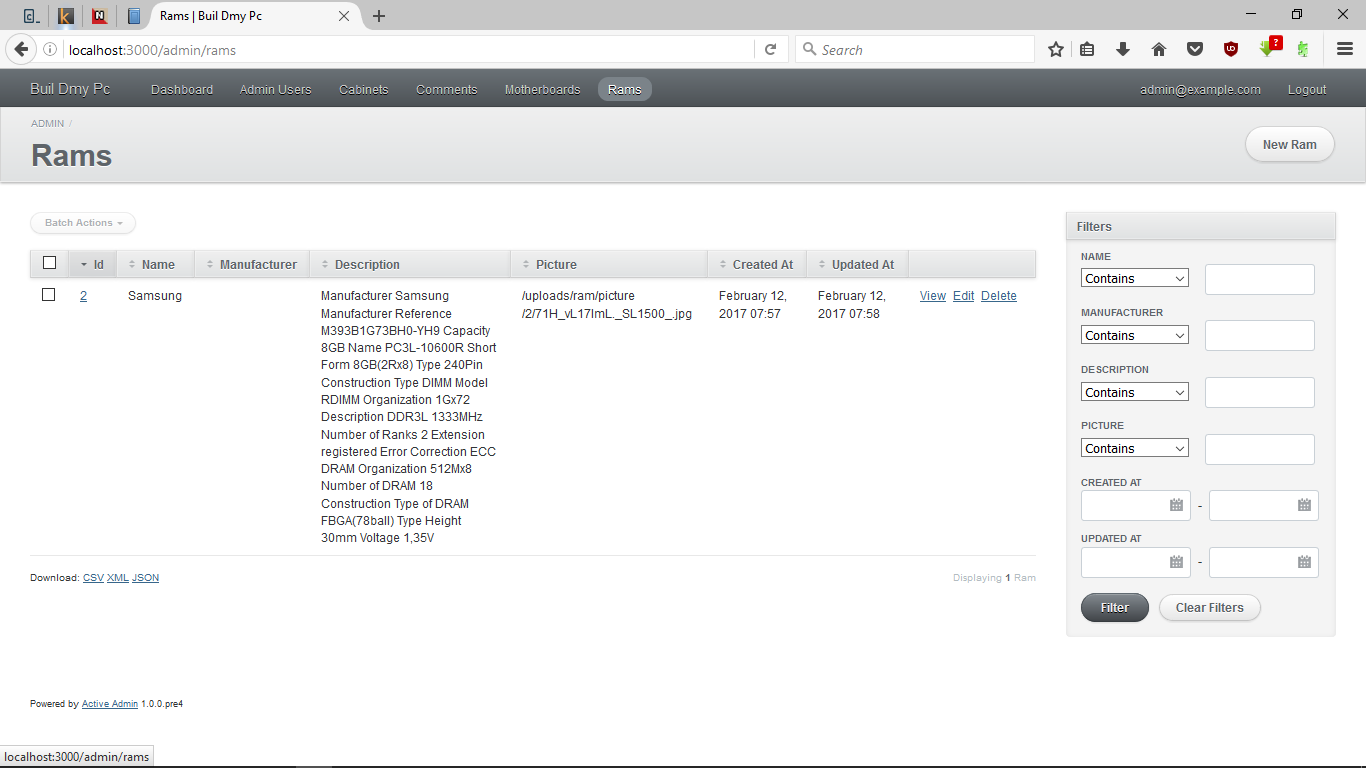 Rams | Buil Dmy Pc
localhost:3000/admin/rams
Search
Buil Dmy Pc Dashboard Admin Users Cabinets Comments Motherboards Rams admin@example.com Logout
ADMIN /
Rams
New Ram
Batch Actions
Id Name Manufacturer Description Picture Created At Updated At
2 Samsung
Manufacturer Samsung
Manufacturer Reference
M393B1G73BH0-YH9 Capacity
8GB Name PC3L-10600R Short
Form 8GB(2Rx8) Type 240Pin
Construction Type DIMM Model
RDIMM Organization 1Gx72
Description DDR3L 1333MHz
Number of Ranks 2 Extension
registered Error Correction ECC
DRAM Organization 512Mx8
Number of DRAM 18
Construction Type of DRAM
FBGA(78ball) Type Height
30mm Voltage 1,35V
/uploads/ram/picture
/2/71H_vL17ImL._SL1500_.jpg
February 12,
2017 07:57
February 12,
2017 07:58
View Edit Delete
Download: CSV XML JSON
Displaying 1 Ram
Filters
NAME
Contains
MANUFACTURER
Contains
DESCRIPTION
Contains
PICTURE
Contains
CREATED AT
-
UPDATED AT
-
Filter Clear Filters
Powered by Active Admin 1.0.0.pre4
localhost:3000/admin/rams